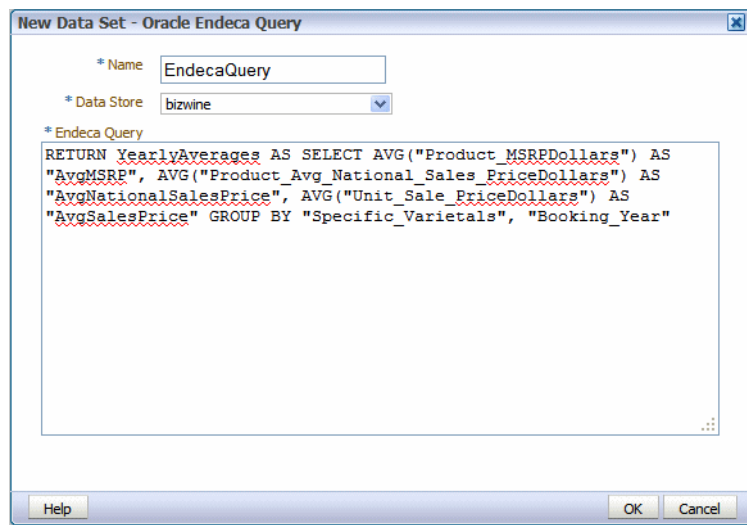 New Data Set - Oracle Endeca Query
* Name EndecaQuery
* Data Store bizwine
* Endeca Query
RETURN YearlyAverages AS SELECT AVG("Product_MSRPDollars") AS
"AvgMSRP", AVG("Product_Avg_National_Sales_PriceDollars") AS
"AvgNationalSalesPrice", AVG("Unit_Sale_PriceDollars") AS
"AvgSalesPrice" GROUP BY "Specific_Varietals", "Booking_Year"
Help OK Cancel